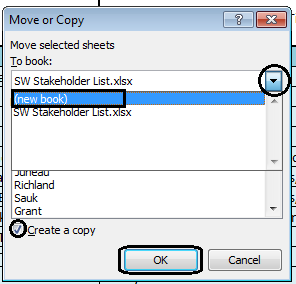 Move or Copy
Move selected sheets
To book:
SW Stakeholder List.xlsx
(new book)
SW Stakeholder List.xlsx
Juneau
Richland
Sauk
Grant
Create a copy
OK
Cancel